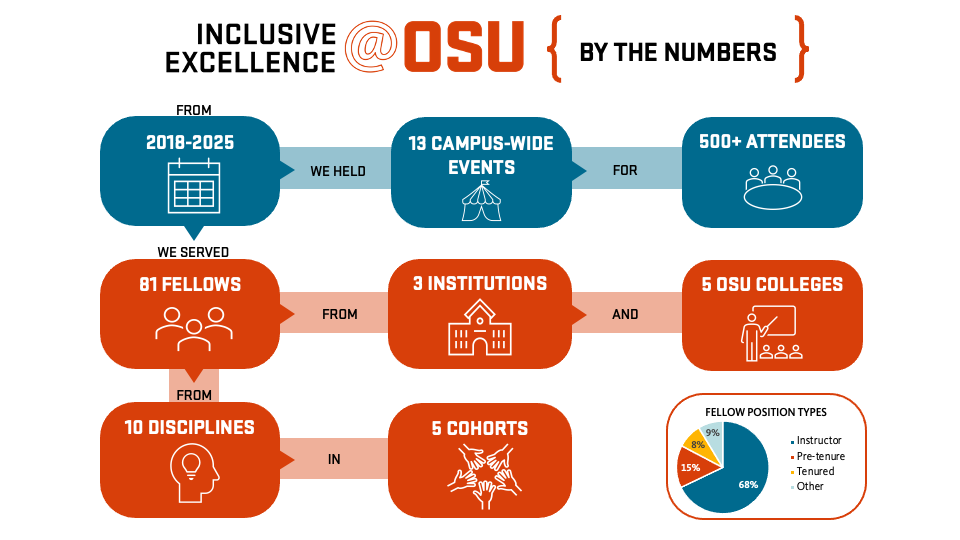 INCLUSIVE
EXCELLENCE
@OSU
{ BY THE NUMBERS }
FROM
2018-2025
WE HELD
13 CAMPUS-WIDE
EVENTS
FOR
500+ ATTENDEES
WE SERVED
81 FELLOWS
FROM
3 INSTITUTIONS
AND
5 OSU COLLEGES
FROM
10 DISCIPLINES
IN
5 COHORTS
FELLOW POSITION TYPES
9%
8%
15%
68%
Instructor
Pre-tenure
Tenured
Other